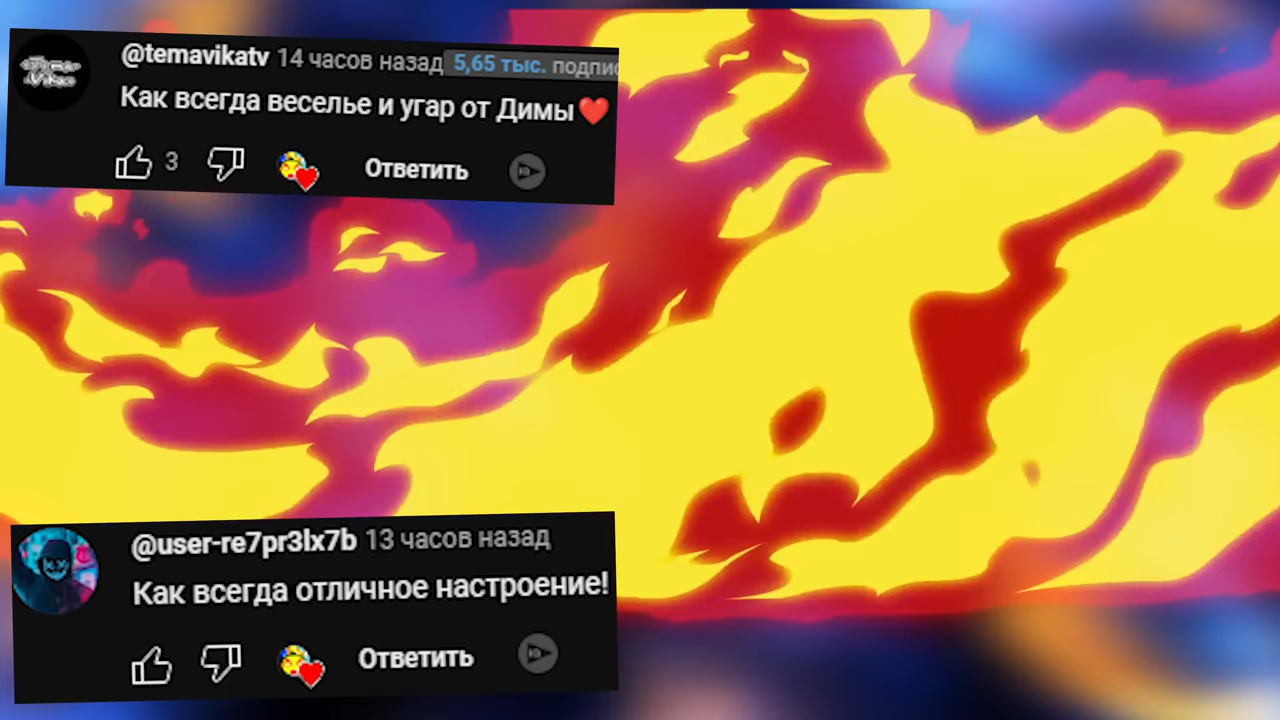 @temavikatv 14 часов назад 5,65 тыс. подпис
Как всегда веселье и угар от Димы❤️
3 Ответить
@user-re7pr3lx7b 13 часов назад
Как всегда отличное настроение!
Ответить